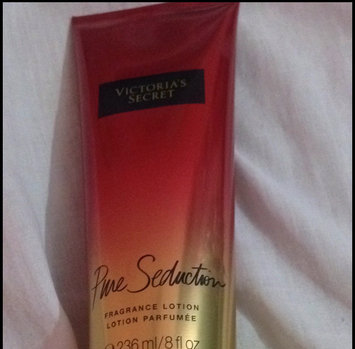 VICTORIA'S
SECRET
Pure Seduction
FRAGRANCE LOTION
LOTION PARFUMÉE
℮ 236 ml/8 fl oz